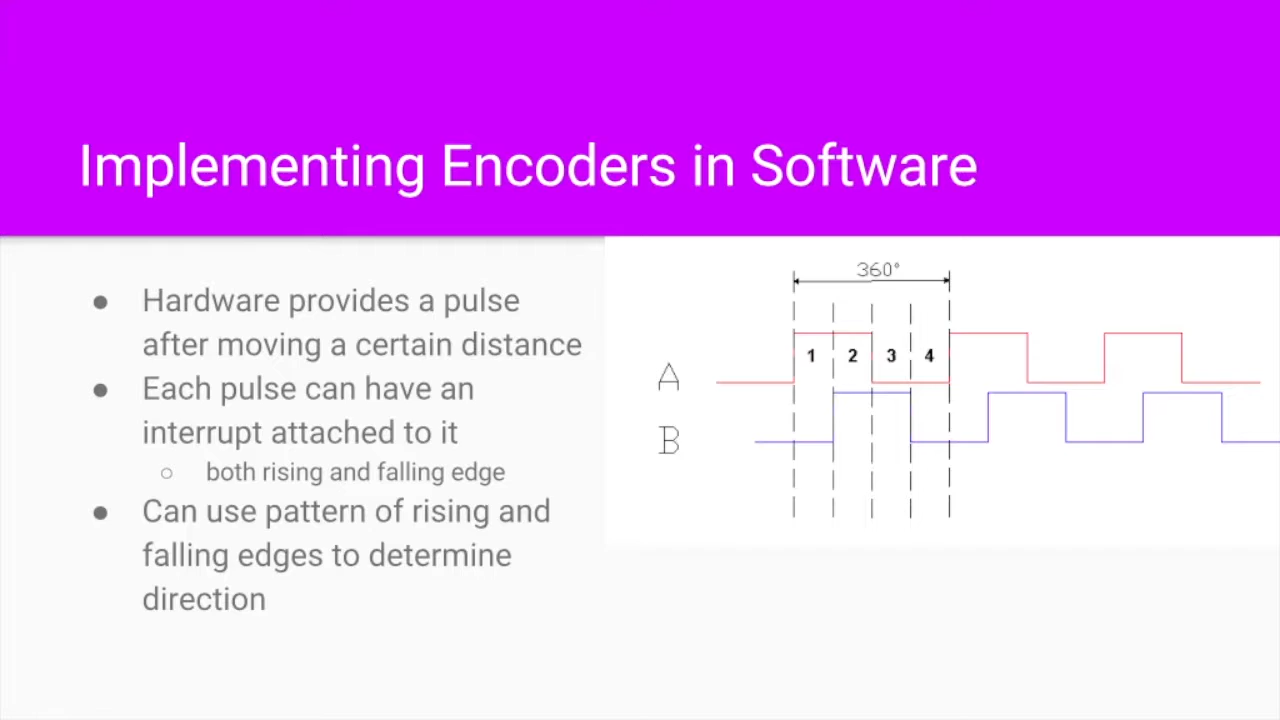 Implementing Encoders in Software
● Hardware provides a pulse
after moving a certain distance
● Each pulse can have an
interrupt attached to it
○ both rising and falling edge
● Can use pattern of rising and
falling edges to determine
direction
360°
1 2 3 4
A
B